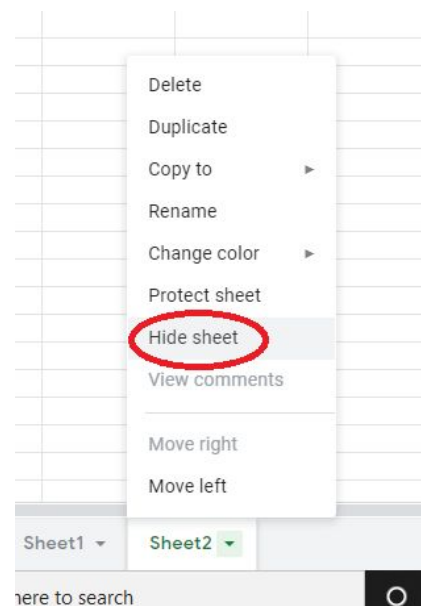 Delete
Duplicate
Copy to
Rename
Change color
Protect sheet
Hide sheet
View comments
Move right
Move left
Sheet1 Sheet2
here to search